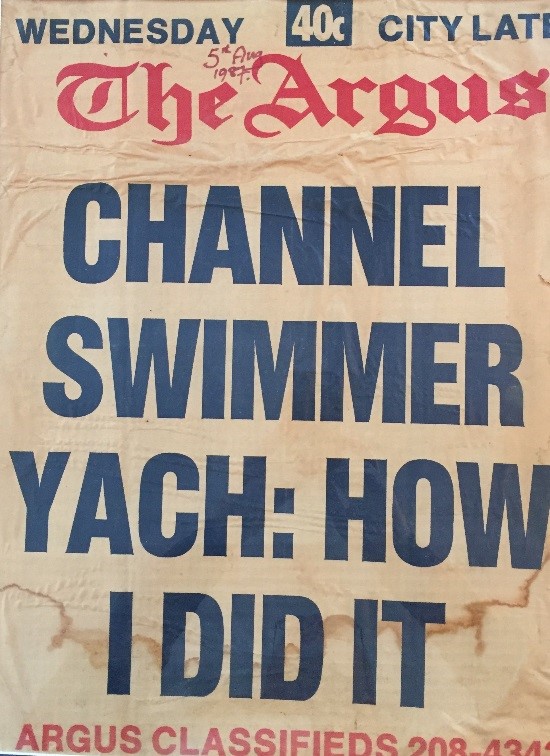 WEDNESDAY 40c CITY LATE
5th Aug
1987.
The Argus
CHANNEL
SWIMMER
YACH: HOW
I DID IT
ARGUS CLASSIFIEDS 208-434